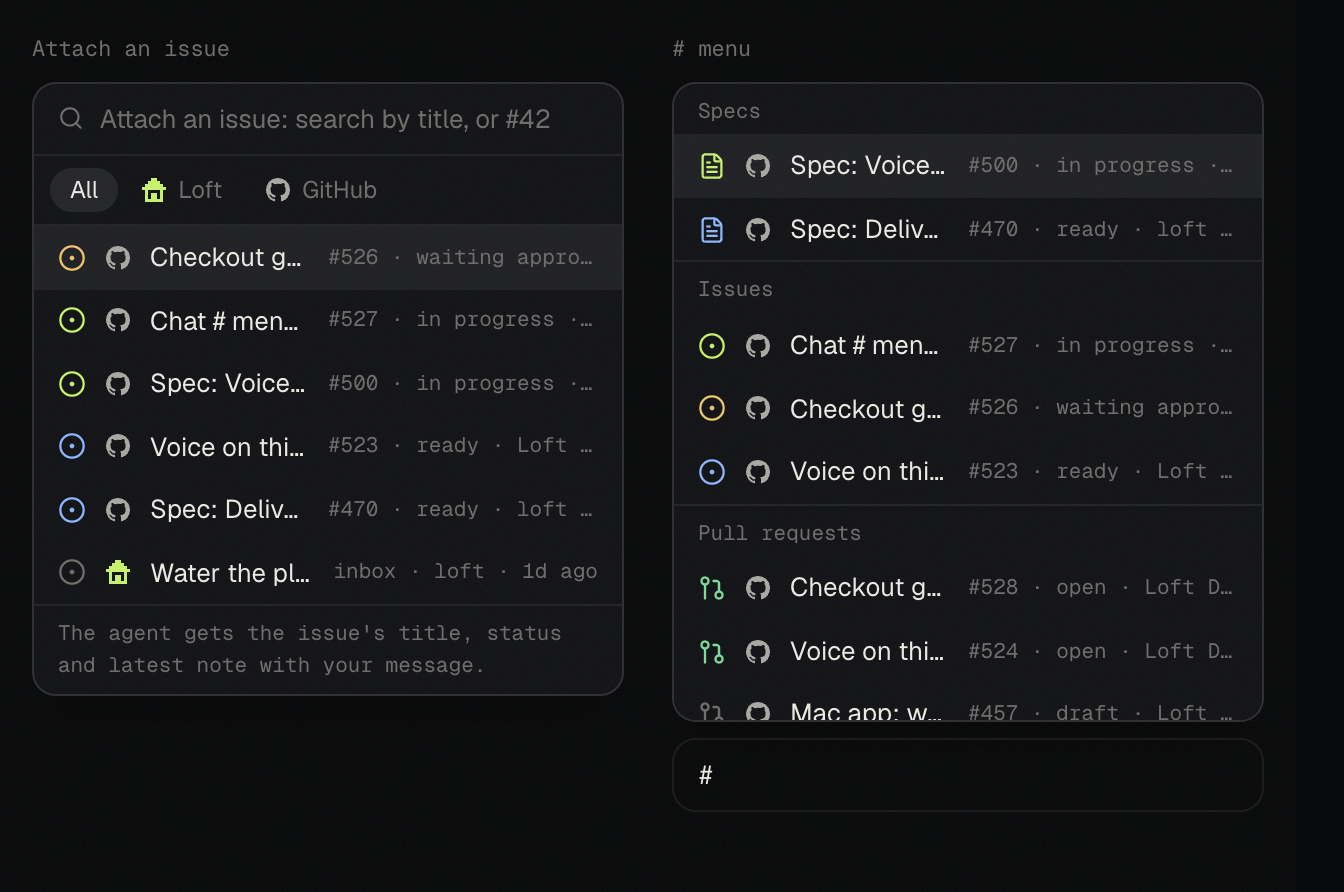 Attach an issue
Attach an issue: search by title, or #42
All Loft GitHub
Checkout g… #526 · waiting appro…
Chat # men… #527 · in progress ·…
Spec: Voice… #500 · in progress ·…
Voice on thi… #523 · ready · Loft …
Spec: Deliv… #470 · ready · loft …
Water the pl… inbox · loft · 1d ago
The agent gets the issue's title, status
and latest note with your message.
# menu
Specs
Spec: Voice… #500 · in progress ·…
Spec: Deliv… #470 · ready · loft …
Issues
Chat # men… #527 · in progress ·…
Checkout g… #526 · waiting appro…
Voice on thi… #523 · ready · Loft …
Pull requests
Checkout g… #528 · open · Loft D…
Voice on thi… #524 · open · Loft D…
Mac app: w… #457 · draft · Loft …
#